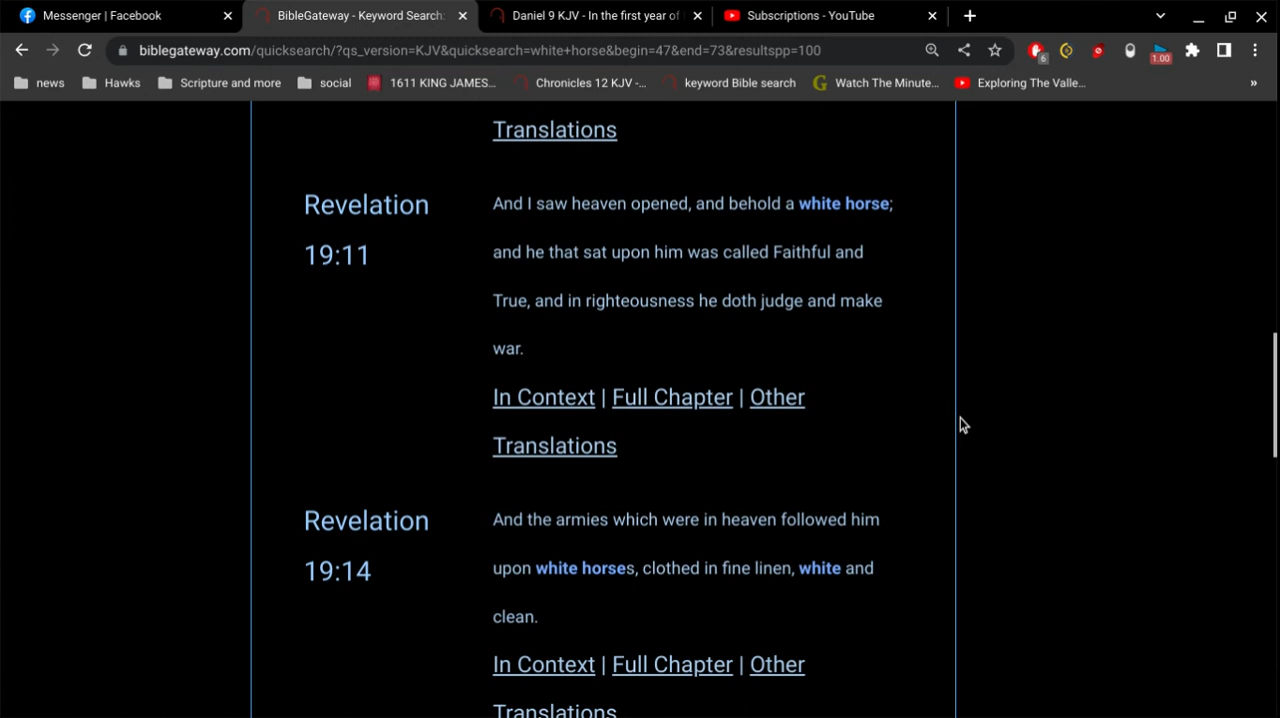 Messenger | Facebook
BibleGateway - Keyword Search:
Daniel 9 KJV - In the first year of
Subscriptions - YouTube
biblegateway.com/quicksearch/?qs_version=KJV&quicksearch=white+horse&begin=47&end=73&resultspp=100
6
1.00
news
Hawks
Scripture and more
social
1611 KING JAMES...
Chronicles 12 KJV -...
keyword Bible search
Watch The Minute...
Exploring The Valle...
»
Translations
Revelation
19:11
And I saw heaven opened, and behold a white horse;
and he that sat upon him was called Faithful and
True, and in righteousness he doth judge and make
war.
In Context | Full Chapter | Other
Translations
Revelation
19:14
And the armies which were in heaven followed him
upon white horses, clothed in fine linen, white and
clean.
In Context | Full Chapter | Other
Translations